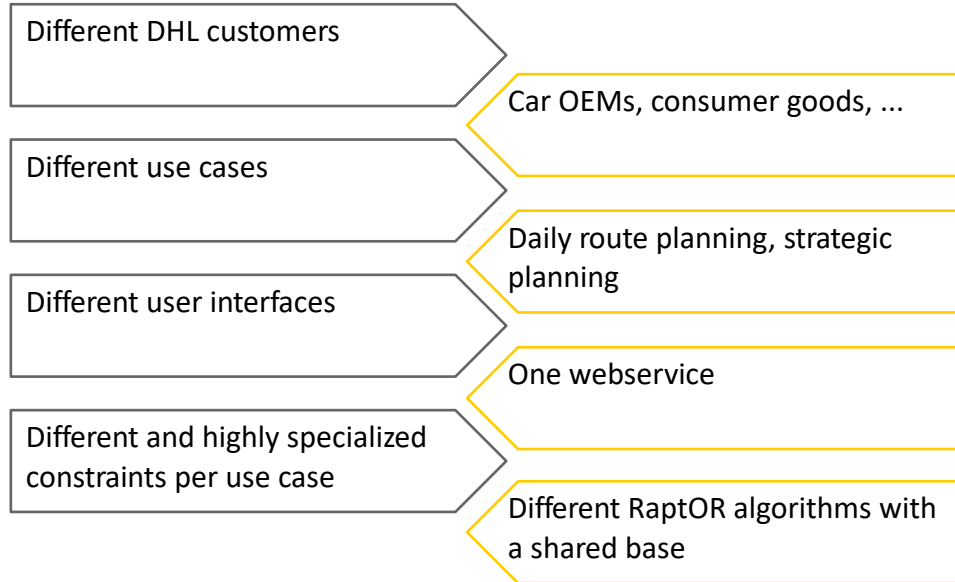 Different DHL customers
Car OEMs, consumer goods, ...
Different use cases
Daily route planning, strategic
planning
Different user interfaces
One webservice
Different and highly specialized
constraints per use case
Different RaptOR algorithms with
a shared base